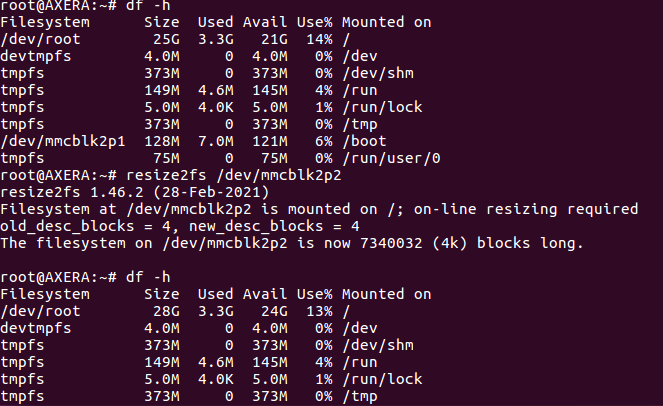 root@AXERA:~# df -h
Filesystem      Size  Used Avail Use% Mounted on
/dev/root        25G  3.3G   21G  14% /
devtmpfs        4.0M     0  4.0M   0% /dev
tmpfs           373M     0  373M   0% /dev/shm
tmpfs           149M  4.6M  145M   4% /run
tmpfs           5.0M  4.0K  5.0M   1% /run/lock
tmpfs           373M     0  373M   0% /tmp
/dev/mmcblk2p1  128M  7.0M  121M   6% /boot
tmpfs            75M     0   75M   0% /run/user/0
root@AXERA:~# resize2fs /dev/mmcblk2p2
resize2fs 1.46.2 (28-Feb-2021)
Filesystem at /dev/mmcblk2p2 is mounted on /; on-line resizing required
old_desc_blocks = 4, new_desc_blocks = 4
The filesystem on /dev/mmcblk2p2 is now 7340032 (4k) blocks long.
root@AXERA:~# df -h
Filesystem      Size  Used Avail Use% Mounted on
/dev/root        28G  3.3G   24G  13% /
devtmpfs        4.0M     0  4.0M   0% /dev
tmpfs           373M     0  373M   0% /dev/shm
tmpfs           149M  4.6M  145M   4% /run
tmpfs           5.0M  4.0K  5.0M   1% /run/lock
tmpfs           373M     0  373M   0% /tmp